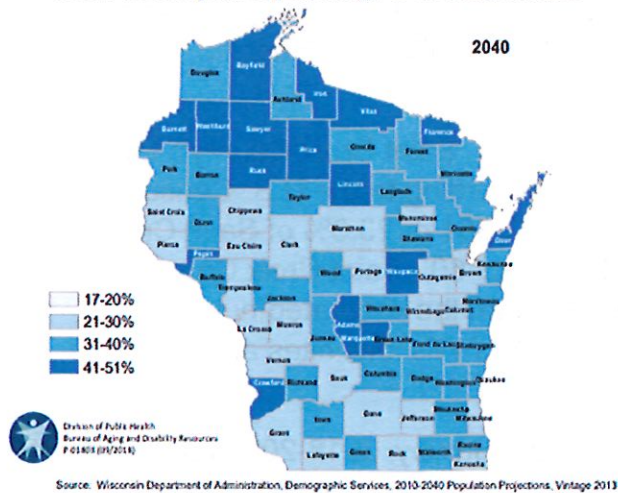 2040
Douglas
Bayfield
Ashland
Iron
Vilas
Florence
Burnett
Washburn
Sawyer
Price
Oneida
Forest
Marinette
Polk
Barron
Rusk
Lincoln
Langlade
Taylor
Saint Croix
Dunn
Chippewa
Marathon
Menominee
Oconto
Door
Pierce
Pepin
Eau Claire
Clark
Shawano
Kewaunee
Buffalo
Trempealeau
Jackson
Wood
Portage
Waupaca
Outagamie
Brown
La Crosse
Monroe
Juneau
Adams
Waushara
Winnebago
Calumet
Manitowoc
Marquette
Green Lake
Fond du Lac
Sheboygan
Vernon
Crawford
Richland
Sauk
Columbia
Dodge
Washington
Ozaukee
Grant
Iowa
Dane
Jefferson
Waukesha
Milwaukee
Lafayette
Green
Rock
Walworth
Racine
Kenosha
17-20%
21-30%
31-40%
41-51%
Division of Public Health
Bureau of Aging and Disability Resources
Source: Wisconsin Department of Administration, Demographic Services, 2010-2040 Population Projections, Vintage 2013